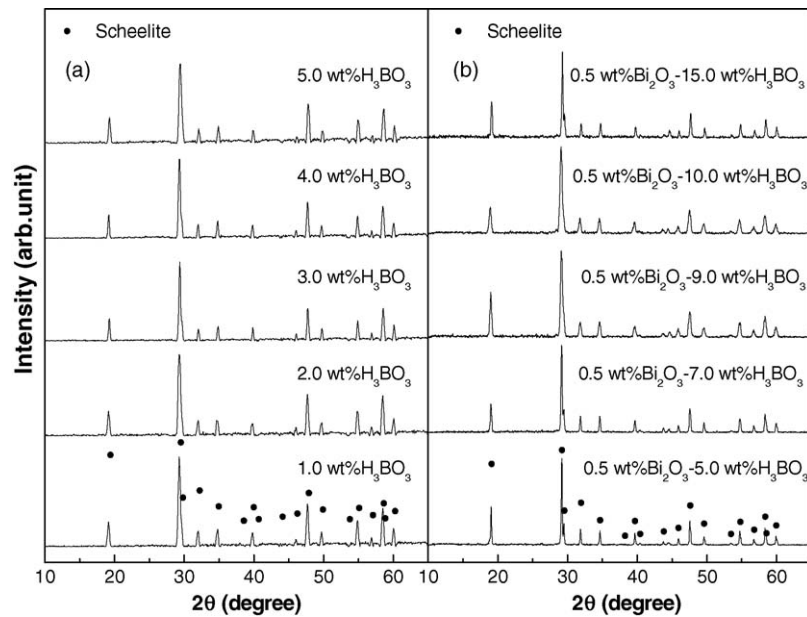 ● Scheelite
(a)
5.0 wt%H₃BO₃
4.0 wt%H₃BO₃
3.0 wt%H₃BO₃
2.0 wt%H₃BO₃
1.0 wt%H₃BO₃
10 20 30 40 50 60
2θ (degree)
Intensity (arb.unit)
● Scheelite
(b)
0.5 wt%Bi₂O₃-15.0 wt%H₃BO₃
0.5 wt%Bi₂O₃-10.0 wt%H₃BO₃
0.5 wt%Bi₂O₃-9.0 wt%H₃BO₃
0.5 wt%Bi₂O₃-7.0 wt%H₃BO₃
0.5 wt%Bi₂O₃-5.0 wt%H₃BO₃
10 20 30 40 50 60
2θ (degree)